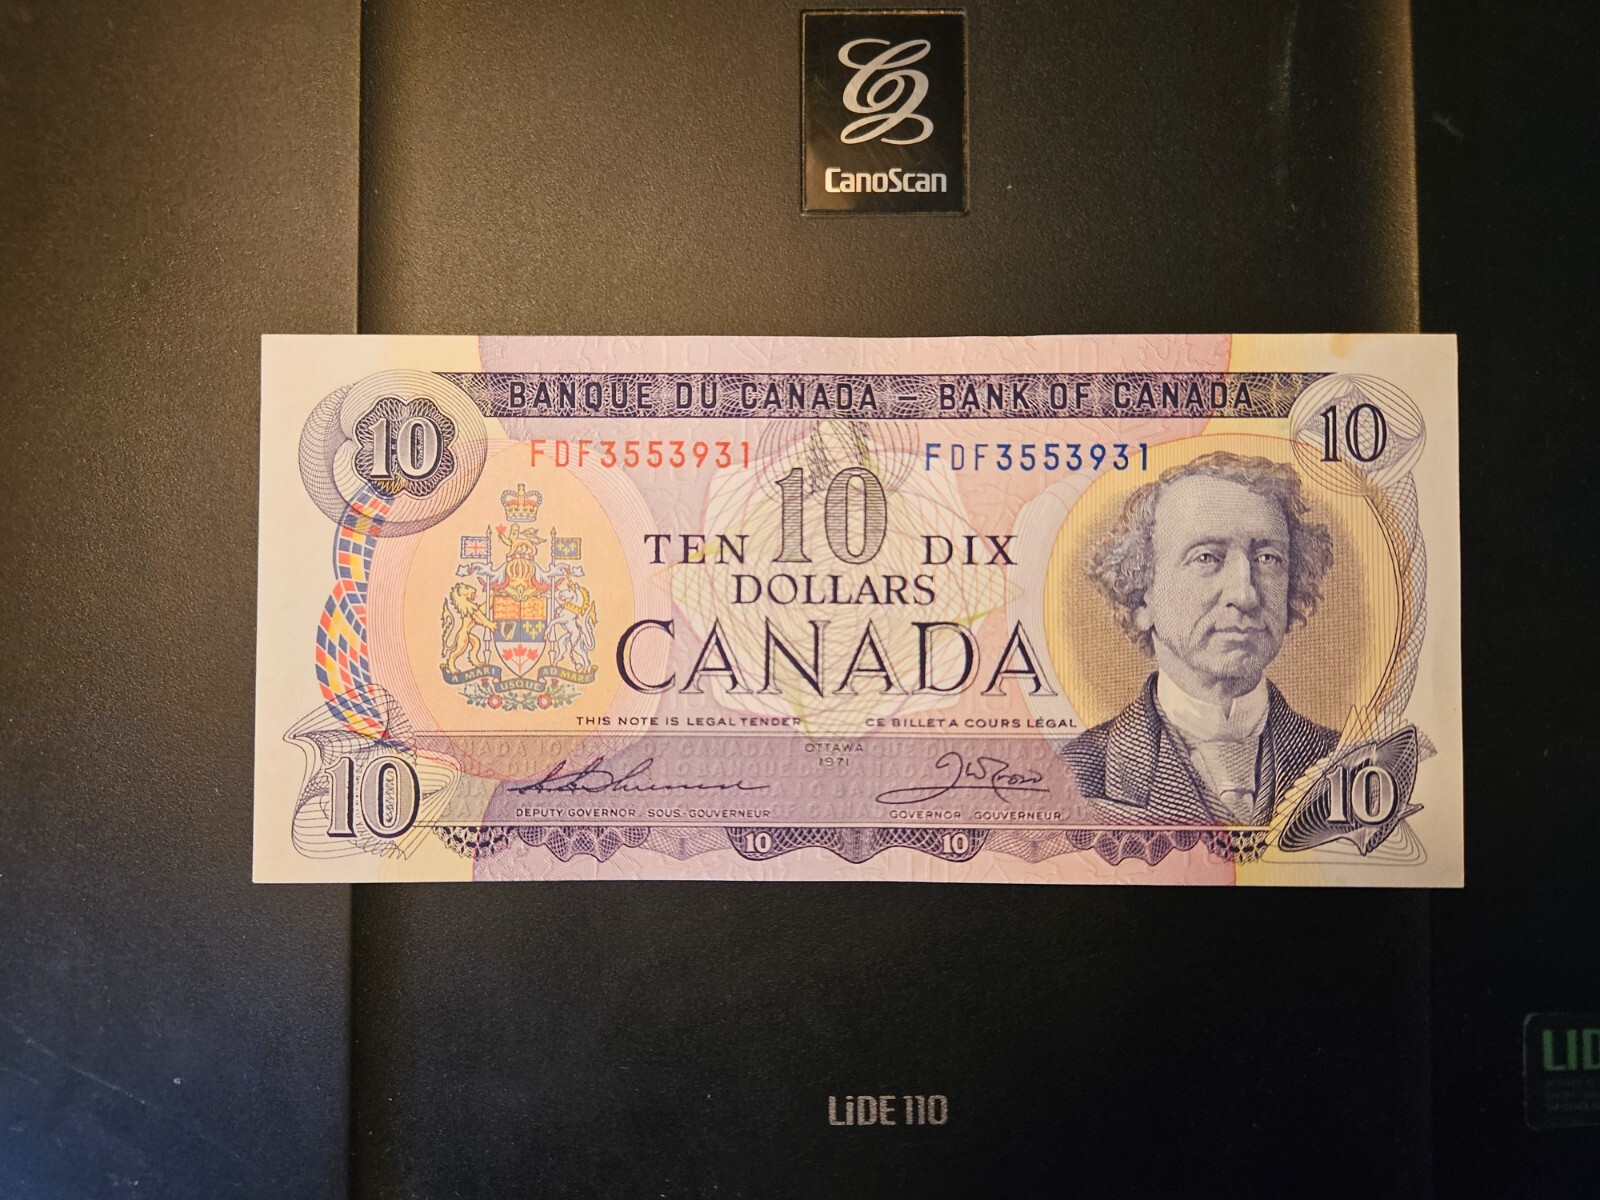 CanoScan
BANQUE DU CANADA – BANK OF CANADA
10
10
FDF3553931
FDF3553931
10
TEN DIX
DOLLARS
CANADA
A MARI USQUE AD MARE
THIS NOTE IS LEGAL TENDER
CE BILLET A COURS LÉGAL
OTTAWA
1971
10
10
DEPUTY GOVERNOR SOUS-GOUVERNEUR
GOVERNOR GOUVERNEUR
10
10
LiDE 110